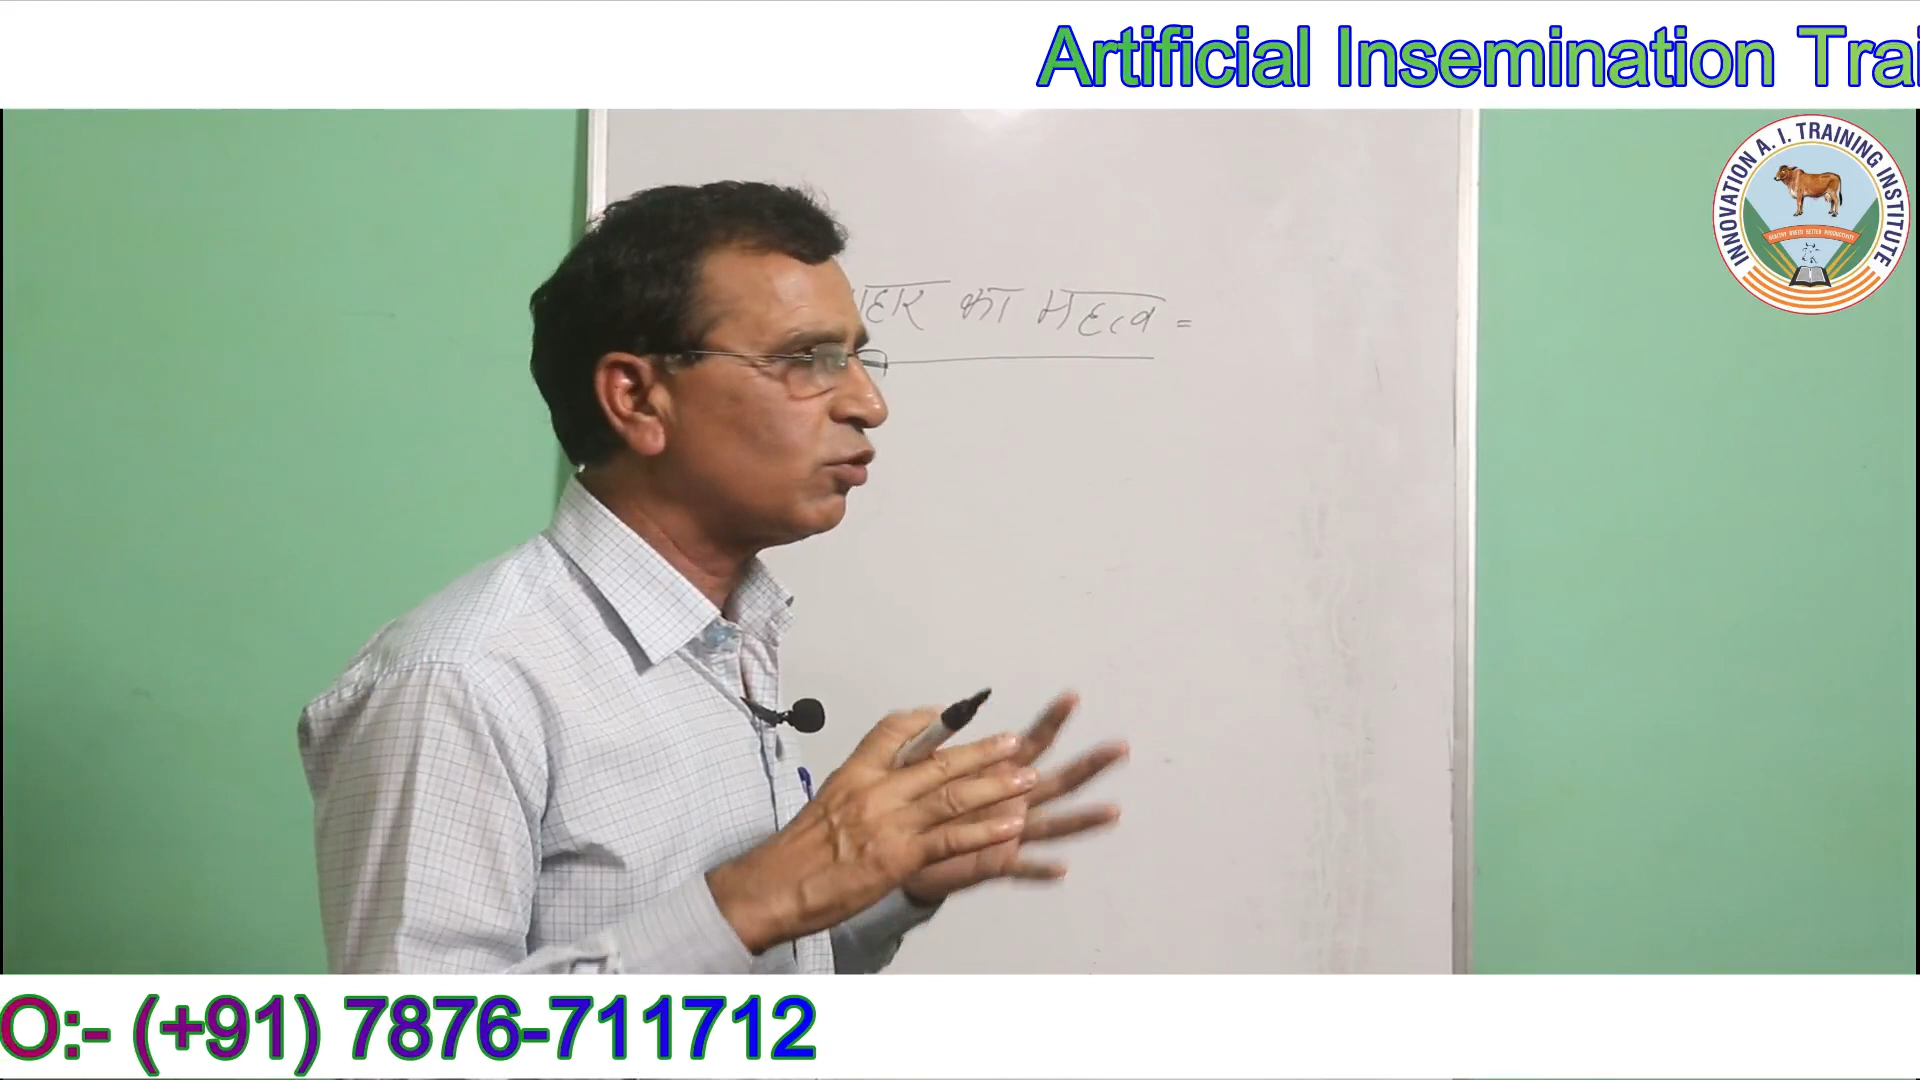 Artificial Insemination Trai
INNOVATION A. I. TRAINING INSTITUTE
हार का महत्व =
O:- (+91) 7876-711712